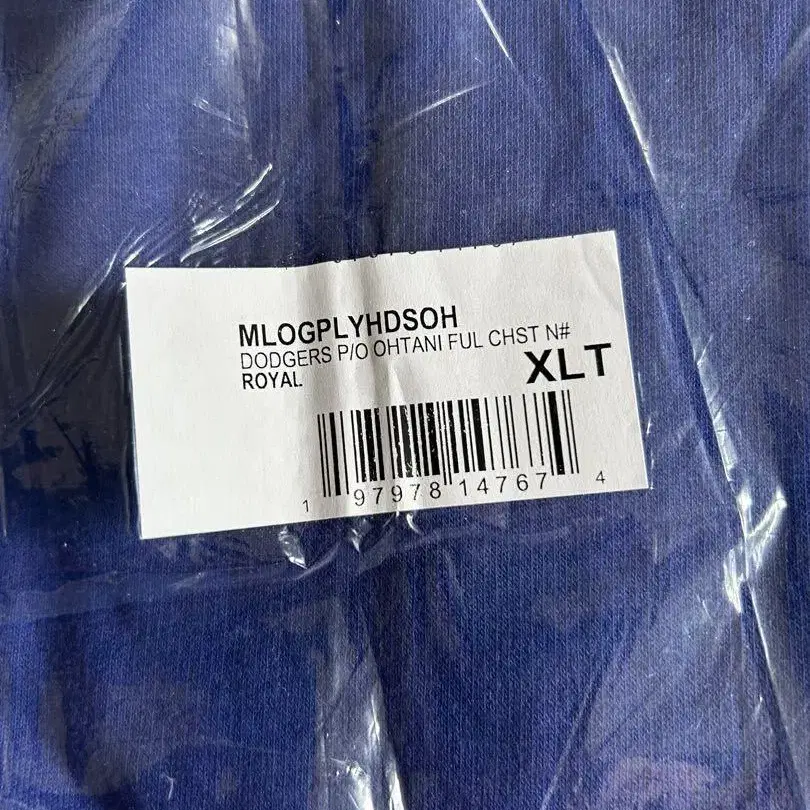 MLOGPLYHDSOH
DODGERS P/O OHTANI FUL CHST N#
ROYAL
XLT
1 97978 14767 4